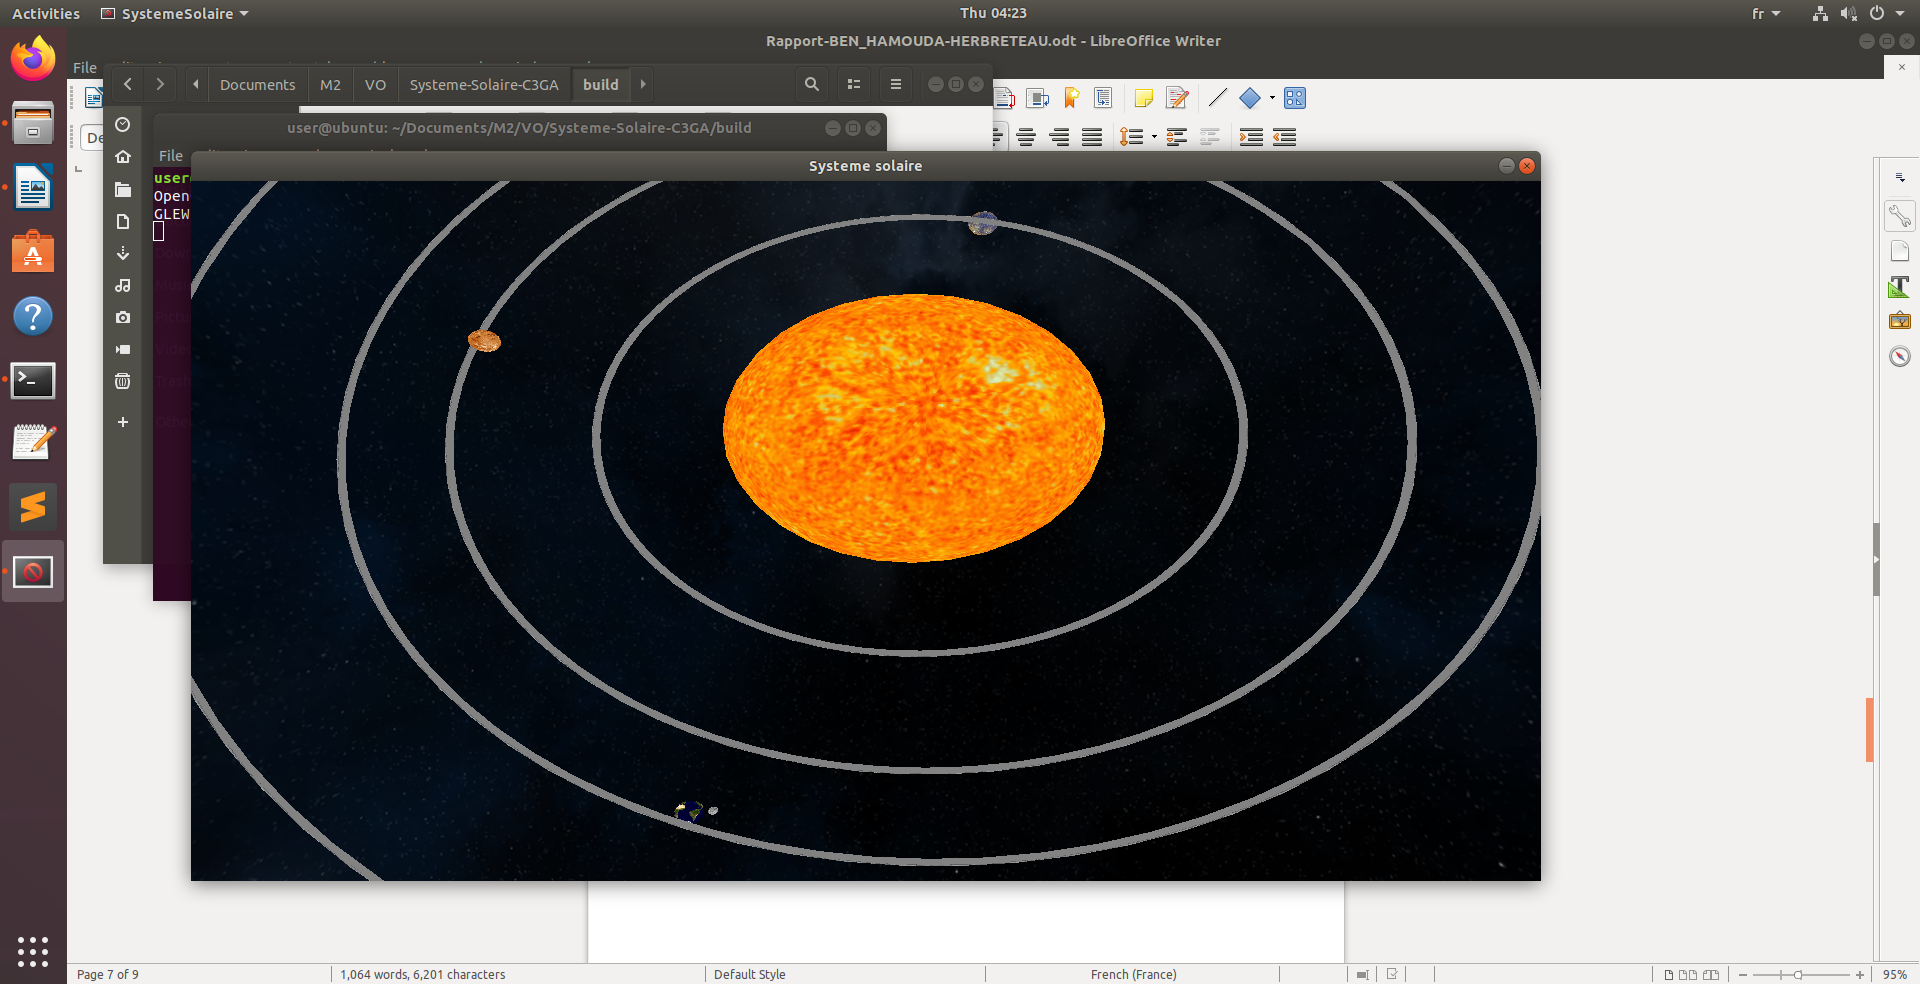 Activities
SystemeSolaire
Thu 04:23
fr
Rapport-BEN_HAMOUDA-HERBRETEAU.odt - LibreOffice Writer
File
Documents
M2
VO
Systeme-Solaire-C3GA
build
De
user@ubuntu: ~/Documents/M2/VO/Systeme-Solaire-C3GA/build
File
Systeme solaire
user
Open
GLEW
Page 7 of 9
1,064 words, 6,201 characters
Default Style
French (France)
95%